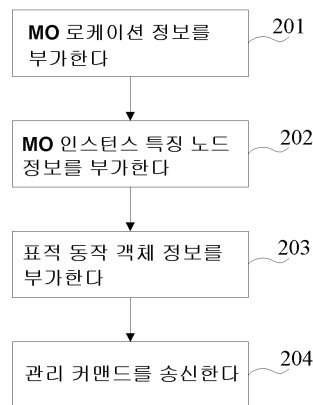 MO 로케이션 정보를
부가한다
201
MO 인스턴스 특징 노드
정보를 부가한다
202
표적 동작 객체 정보를
부가한다
203
관리 커맨드를 송신한다
204